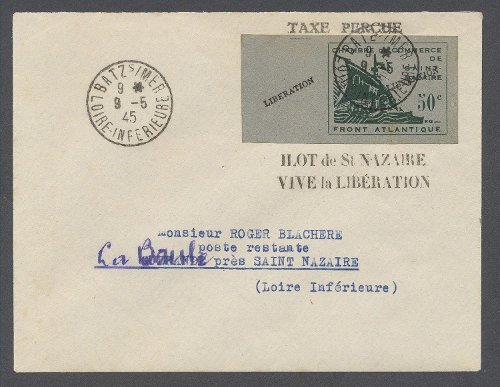 TAXE PERCUE
BATZ S/MER
9 *
9 -5
45
LOIRE-INFERIEURE
LIBERATION
CHAMBRE DE COMMERCE
DE
SAINT
NAZAIRE
LIBERATION
50c
FRONT ATLANTIQUE
ILOT de St NAZAIRE
VIVE la LIBÉRATION
Monsieur ROGER BLACHERE
poste restante
La Baule
près SAINT NAZAIRE
(Loire Inférieure)